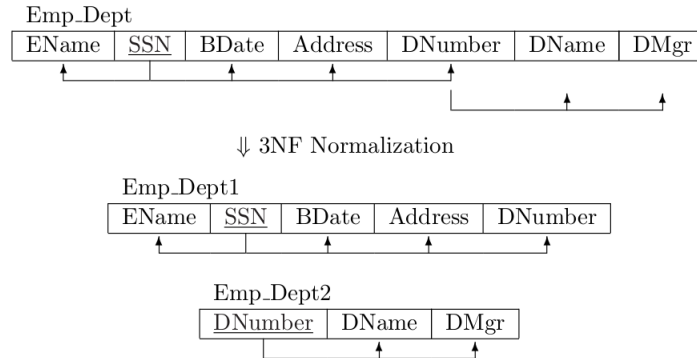 Emp_Dept
EName SSN BDate Address DNumber DName DMgr
⇓ 3NF Normalization
Emp_Dept1
EName SSN BDate Address DNumber
Emp_Dept2
DNumber DName DMgr